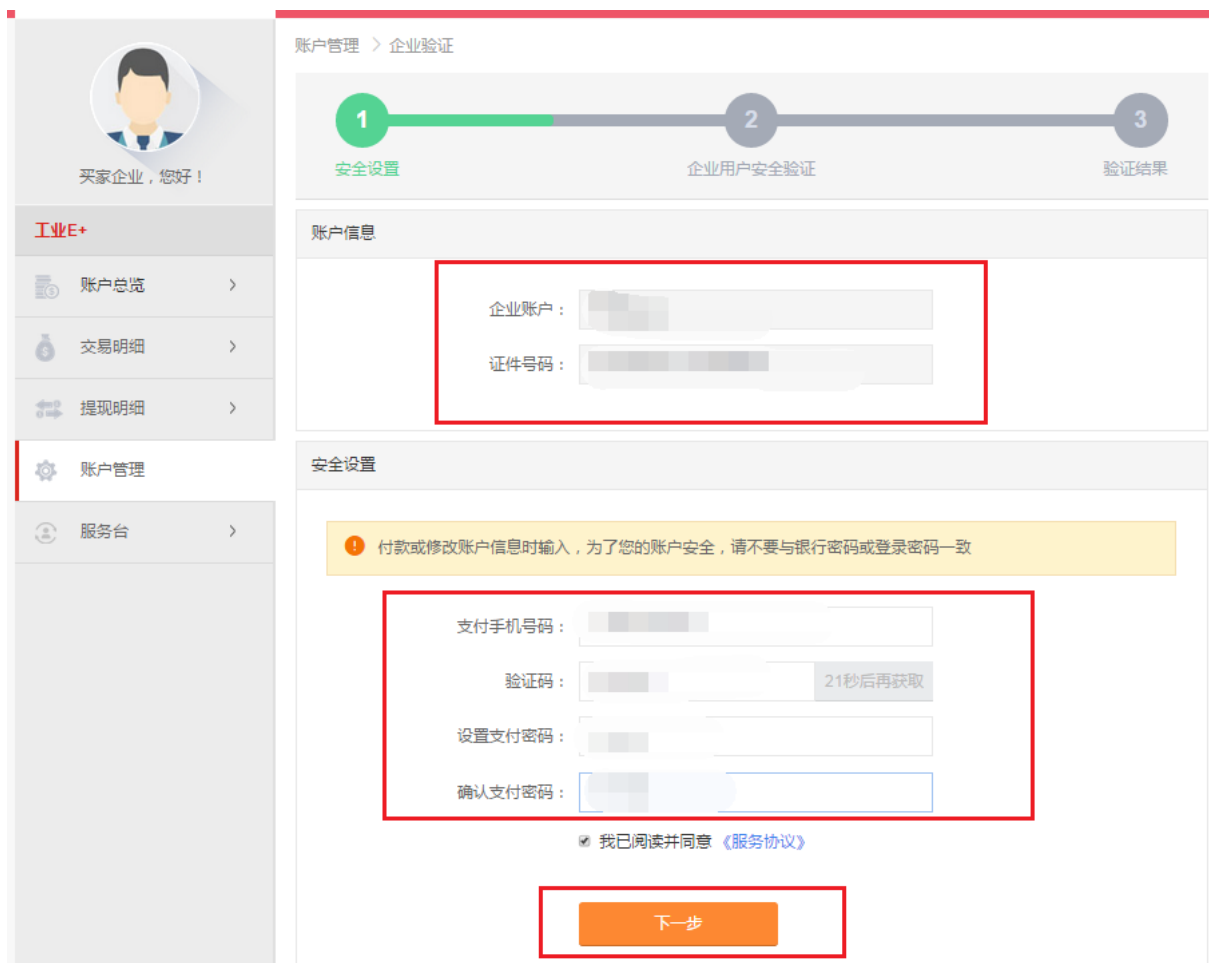 账户管理 > 企业验证
1
2
3
安全设置
企业用户安全验证
验证结果
买家企业，您好！
工业E+
账户总览
交易明细
提现明细
账户管理
服务台
账户信息
企业账户：
证件号码：
安全设置
付款或修改账户信息时输入，为了您的账户安全，请不要与银行密码或登录密码一致
支付手机号码：
验证码：
21秒后再获取
设置支付密码：
确认支付密码：
我已阅读并同意《服务协议》
下一步